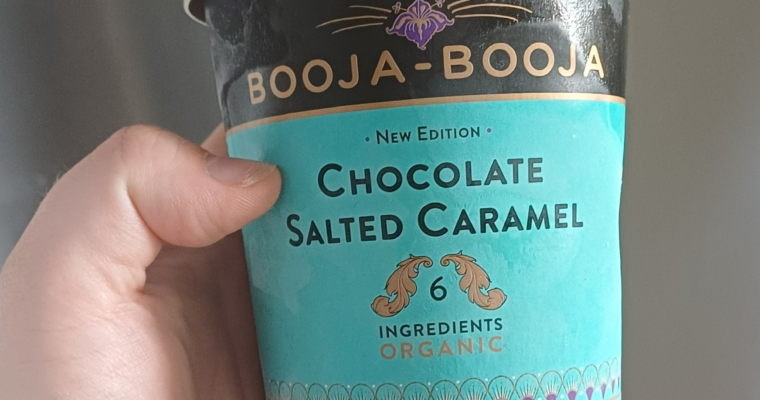 BOOJA-BOOJA
• NEW EDITION •
CHOCOLATE
SALTED CARAMEL
6
INGREDIENTS
ORGANIC